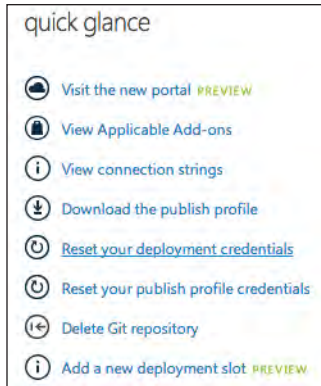 quick glance
Visit the new portal PREVIEW
View Applicable Add-ons
View connection strings
Download the publish profile
Reset your deployment credentials
Reset your publish profile credentials
Delete Git repository
Add a new deployment slot PREVIEW